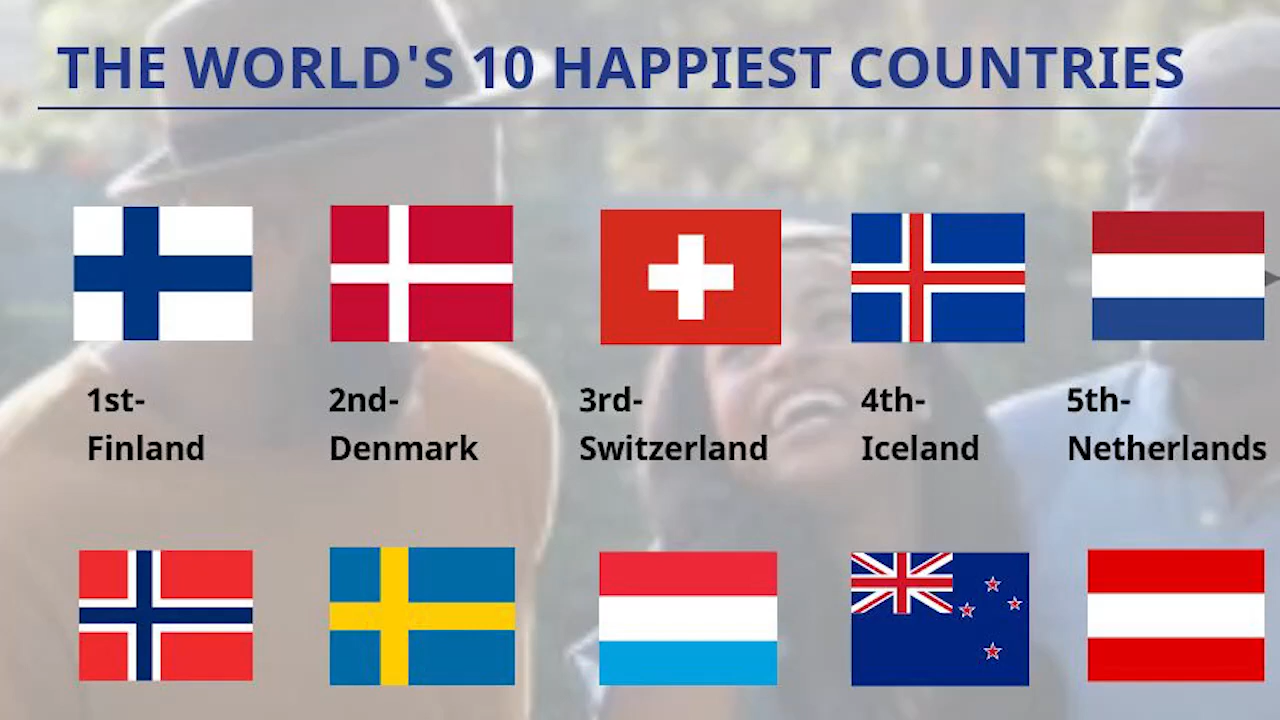 THE WORLD'S 10 HAPPIEST COUNTRIES
1st-
Finland
2nd-
Denmark
3rd-
Switzerland
4th-
Iceland
5th-
Netherlands